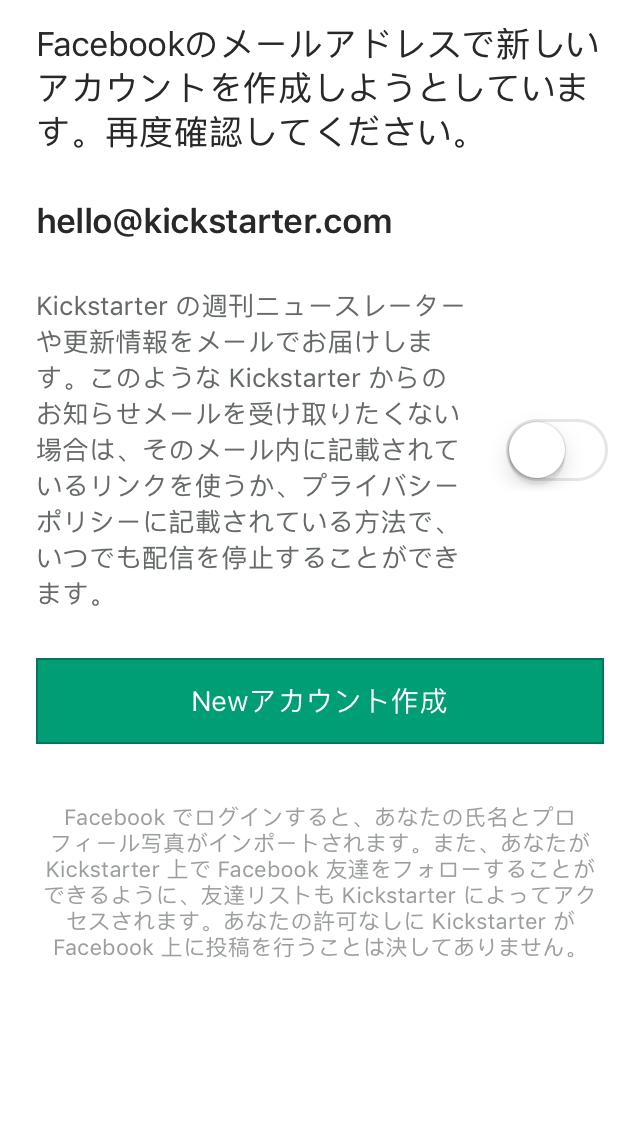 Facebookのメールアドレスで新しい
アカウントを作成しようとしていま
す。再度確認してください。
hello@kickstarter.com
Kickstarter の週刊ニュースレーター
や更新情報をメールでお届けしま
す。このような Kickstarter からの
お知らせメールを受け取りたくない
場合は、そのメール内に記載されて
いるリンクを使うか、プライバシー
ポリシーに記載されている方法で、
いつでも配信を停止することができ
ます。
Newアカウント作成
Facebook でログインすると、あなたの氏名とプロ
フィール写真がインポートされます。また、あなたが
Kickstarter 上で Facebook 友達をフォローすることが
できるように、友達リストも Kickstarter によってアク
セスされます。あなたの許可なしに Kickstarter が
Facebook 上に投稿を行うことは決してありません。